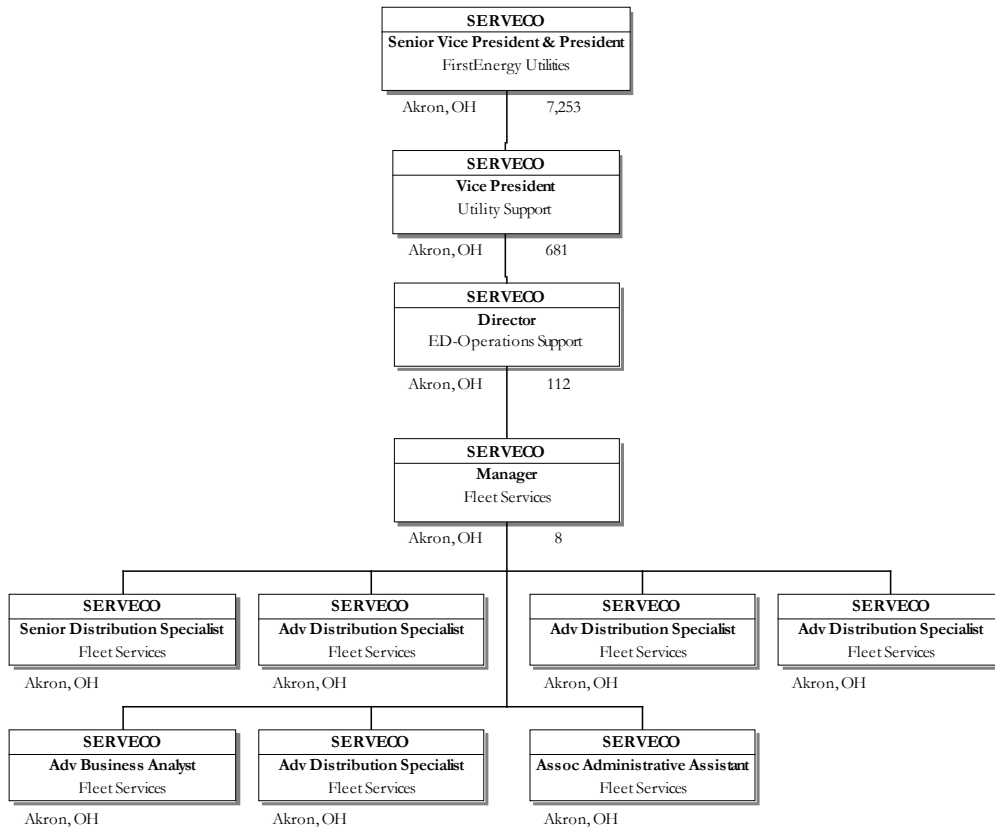 SERVECO
Senior Vice President & President
FirstEnergy Utilities
Akron, OH 7,253
SERVECO
Vice President
Utility Support
Akron, OH 681
SERVECO
Director
ED-Operations Support
Akron, OH 112
SERVECO
Manager
Fleet Services
Akron, OH 8
SERVECO
Senior Distribution Specialist
Fleet Services
Akron, OH
SERVECO
Adv Distribution Specialist
Fleet Services
Akron, OH
SERVECO
Adv Distribution Specialist
Fleet Services
Akron, OH
SERVECO
Adv Distribution Specialist
Fleet Services
Akron, OH
SERVECO
Adv Business Analyst
Fleet Services
Akron, OH
SERVECO
Adv Distribution Specialist
Fleet Services
Akron, OH
SERVECO
Assoc Administrative Assistant
Fleet Services
Akron, OH